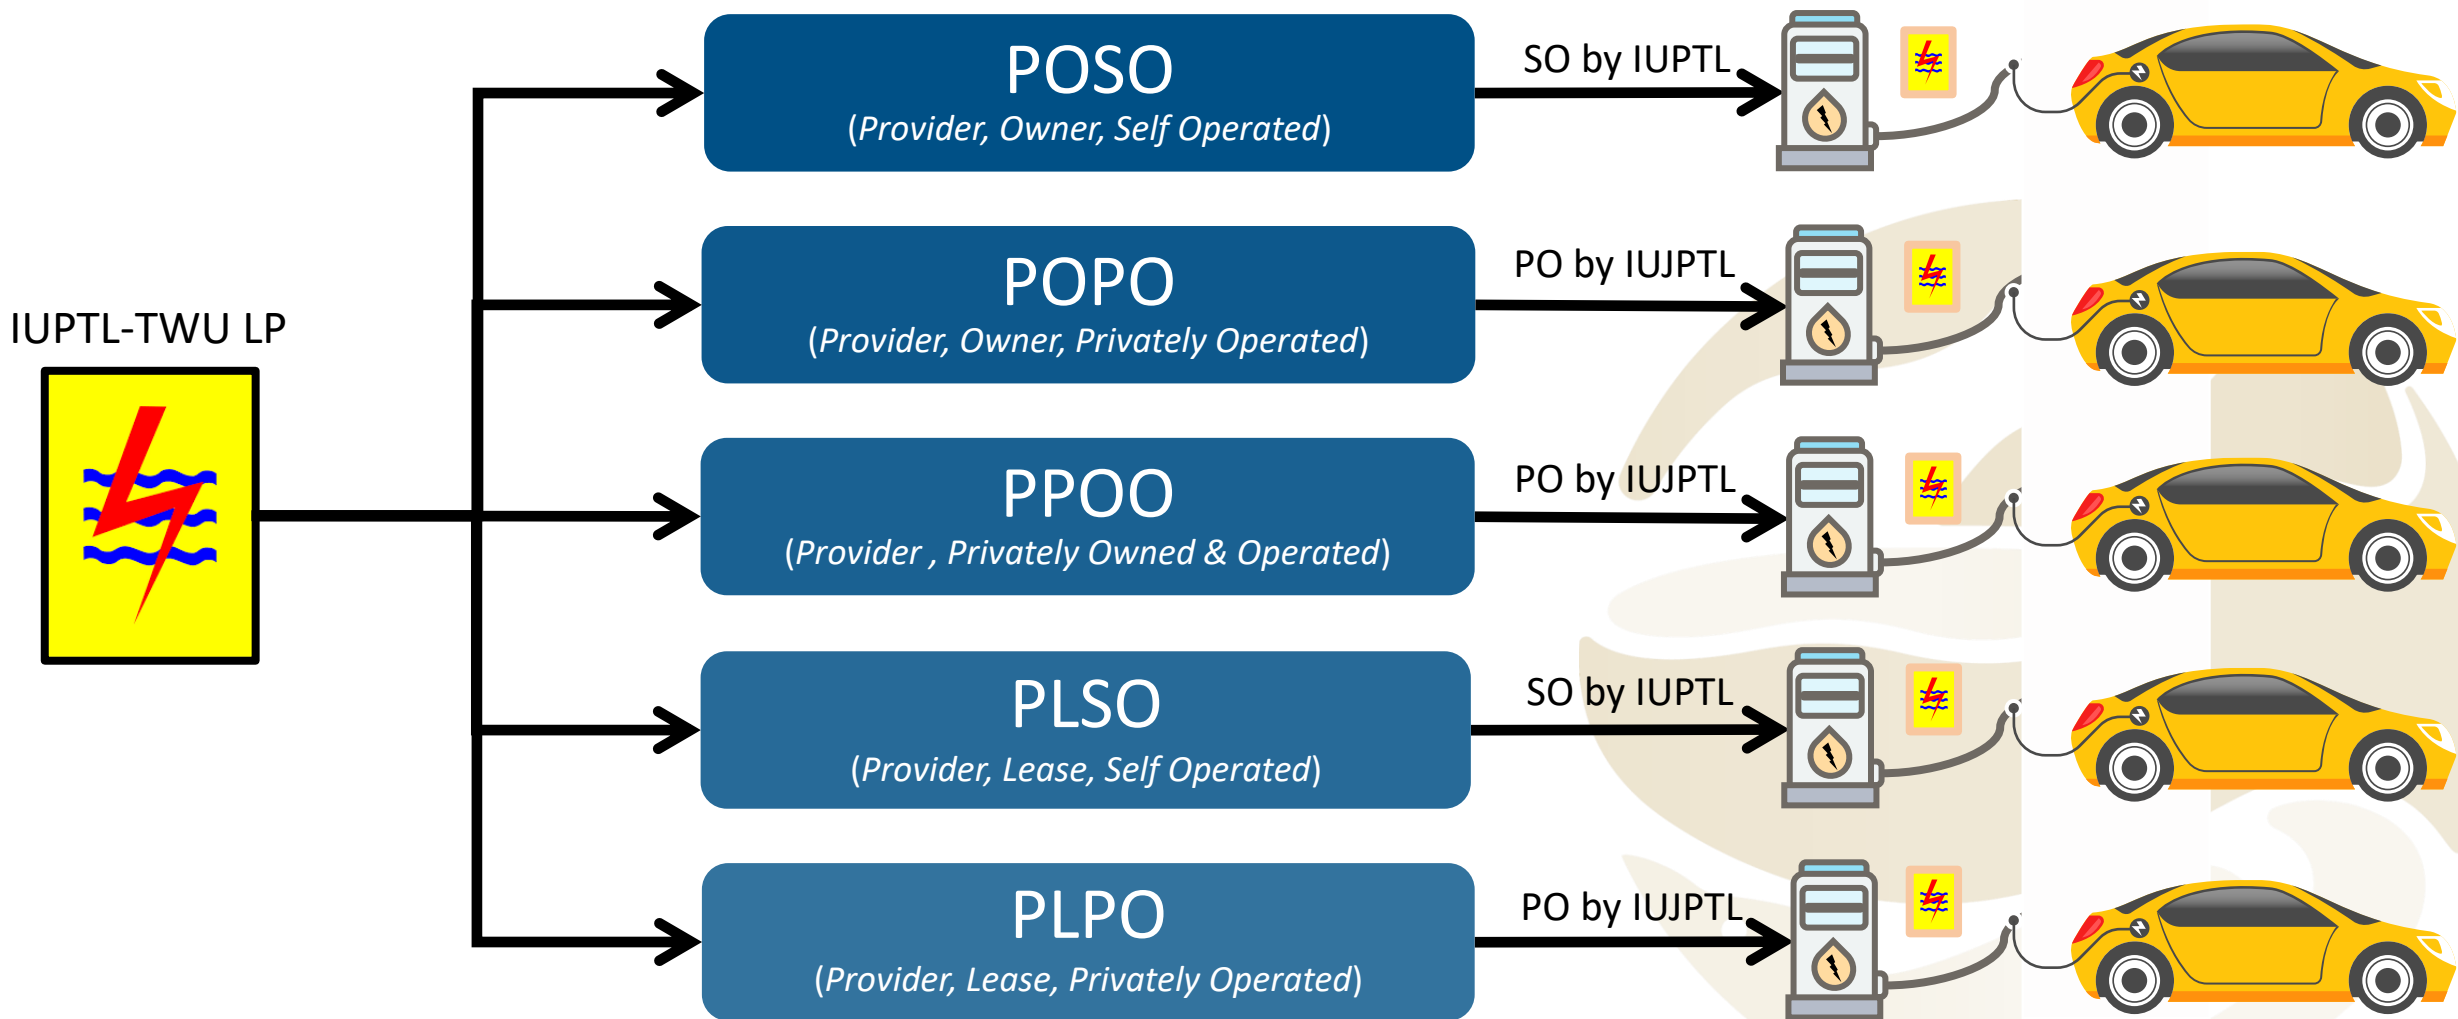 IUPTL-TWU LP
POSO
(Provider, Owner, Self Operated)
SO by IUPTL
POPO
(Provider, Owner, Privately Operated)
PO by IUJPTL
PPOO
(Provider , Privately Owned & Operated)
PO by IUJPTL
PLSO
(Provider, Lease, Self Operated)
SO by IUPTL
PLPO
(Provider, Lease, Privately Operated)
PO by IUJPTL